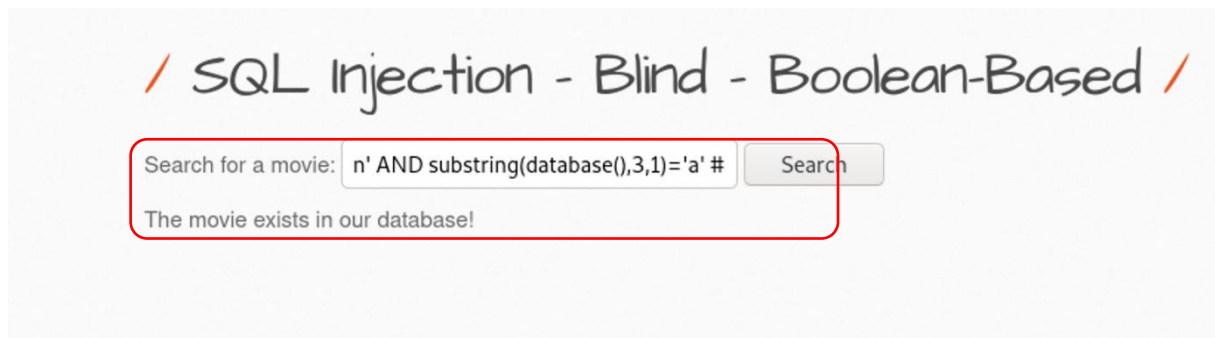 / SQL Injection - Blind - Boolean-Based /
Search for a movie: n' AND substring(database(),3,1)='a' # Search
The movie exists in our database!